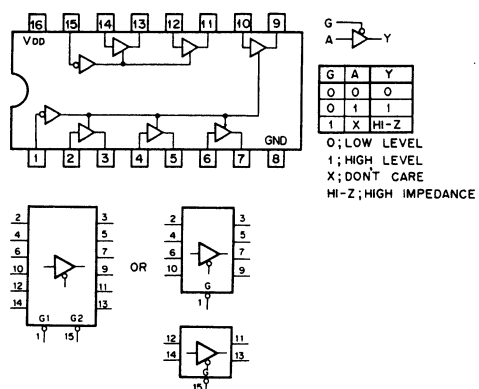 16 15 14 13 12 11 10 9
VDD
GND
1 2 3 4 5 6 7 8
G
A Y
G A Y
0 0 0
0 1 1
1 X HI-Z
0; LOW LEVEL
1; HIGH LEVEL
X; DON'T CARE
HI-Z; HIGH IMPEDANCE
2 3
4 5
6 7
10 9
12 11
14 13
G1 G2
1 15
OR
2 3
4 5
6 7
10 9
G
1
12 11
14 13
G
15